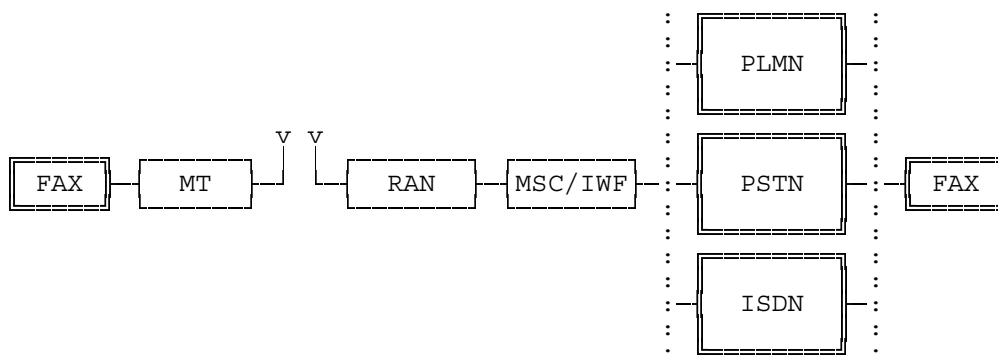 PLMN
v v
FAX MT RAN MSC/IWF PSTN FAX
ISDN